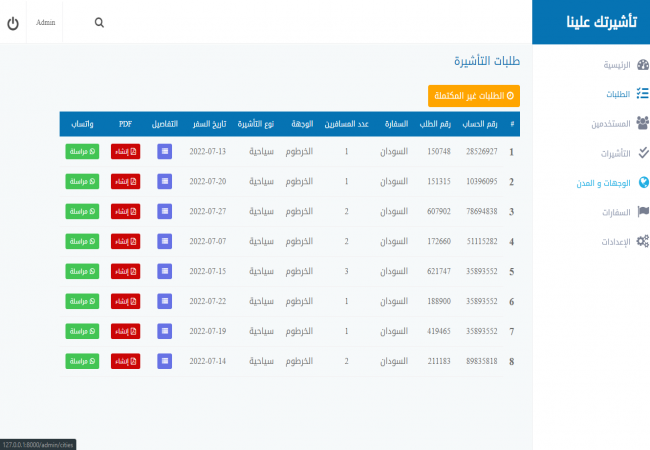 تأشيرتك علينا
Admin
الرئيسية
الطلبات
المستخدمين
التأشيرات
الوجهات و المدن
السفارات
الإعدادات
طلبات التأشيرة
الطلبات غير المكتملة
# رقم الحساب رقم الطلب السفارة عدد المسافرين الوجهة نوع التأشيرة تاريخ السفر التفاصيل PDF واتساب
1 28526927 150748 السودان 1 الخرطوم سياحية 2022-07-13 إنشاء مراسلة
2 10396095 151315 السودان 1 الخرطوم سياحية 2022-07-20 إنشاء مراسلة
3 78694838 607902 السودان 2 الخرطوم سياحية 2022-07-27 إنشاء مراسلة
4 51115282 172660 السودان 2 الخرطوم سياحية 2022-07-07 إنشاء مراسلة
5 35893552 621747 السودان 3 الخرطوم سياحية 2022-07-15 إنشاء مراسلة
6 35893552 188900 السودان 1 الخرطوم سياحية 2022-07-22 إنشاء مراسلة
7 35893552 419465 السودان 1 الخرطوم سياحية 2022-07-19 إنشاء مراسلة
8 89835818 211183 السودان 2 الخرطوم سياحية 2022-07-14 إنشاء مراسلة
127.0.0.1:8000/admin/cities